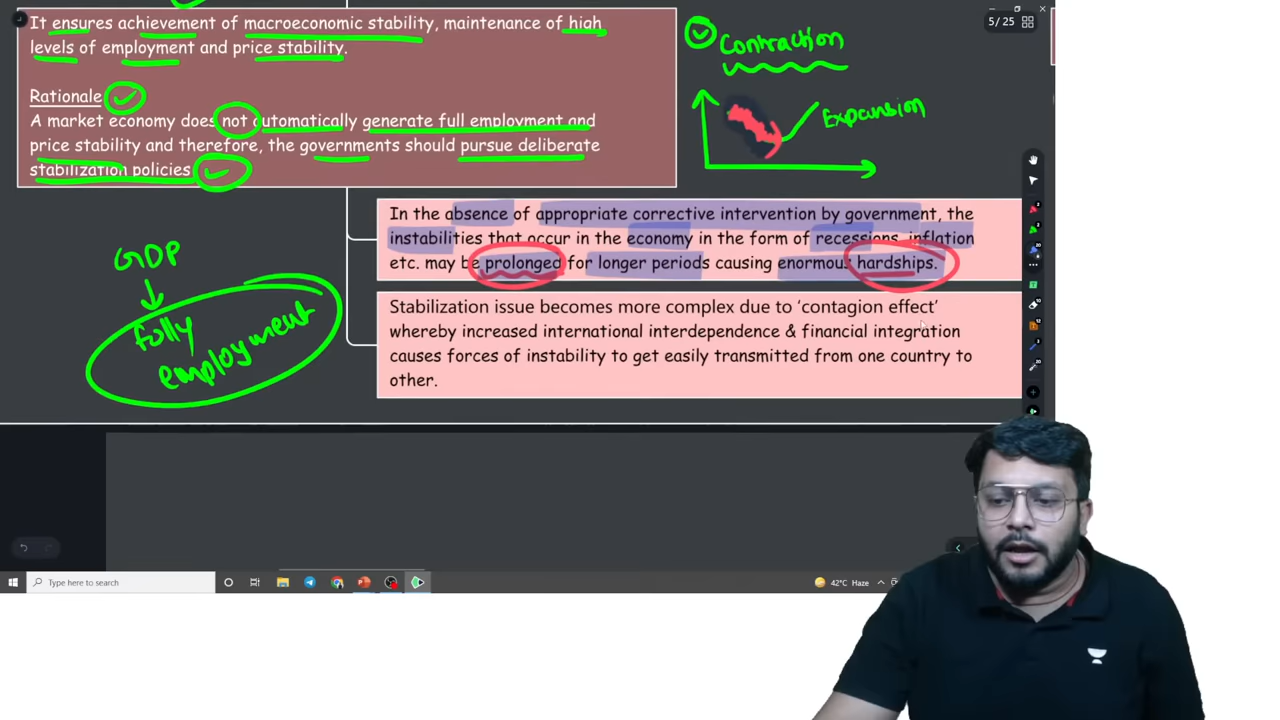 5/25
It ensures achievement of macroeconomic stability, maintenance of high
levels of employment and price stability.
Contraction
Rationale
A market economy does not automatically generate full employment and
price stability and therefore, the governments should pursue deliberate
stabilization policies
Expansion
In the absence of appropriate corrective intervention by government, the
instabilities that occur in the economy in the form of recessions, inflation
etc. may be prolonged for longer periods causing enormous hardships.
GDP
fully
employment
Stabilization issue becomes more complex due to ‘contagion effect’
whereby increased international interdependence & financial integration
causes forces of instability to get easily transmitted from one country to
other.
Type here to search
42°C Haze